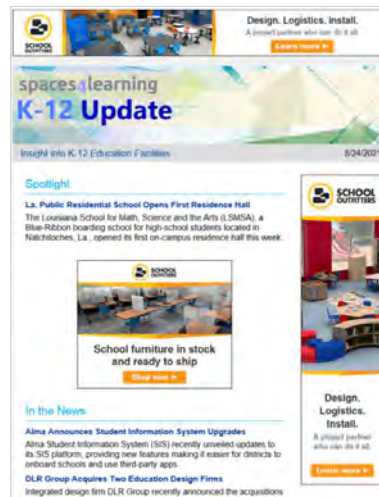 SCHOOL
OUTFITTERS
Design. Logistics. Install.
A project partner who can do it all.
Learn more
spaces4learning
K-12 Update
Insight into K-12 Education Facilities
8/24/2021
Spotlight
La. Public Residential School Opens First Residence Hall
The Louisiana School for Math, Science and the Arts (LSMSA), a
Blue-Ribbon boarding school for high-school students located in
Natchitoches, La., opened its first on-campus residence hall this week.
SCHOOL
OUTFITTERS
School furniture in stock
and ready to ship
Shop now
In the News
Alma Announces Student Information System Upgrades
Alma Student Information System (SIS) recently unveiled updates to
its SIS platform, providing new features making it easier for districts to
onboard schools and use third-party apps.
DLR Group Acquires Two Education Design Firms
Integrated design firm DLR Group recently announced the acquisitions
SCHOOL
OUTFITTERS
Design.
Logistics.
Install.
A project partner
who can do it all.
Learn more